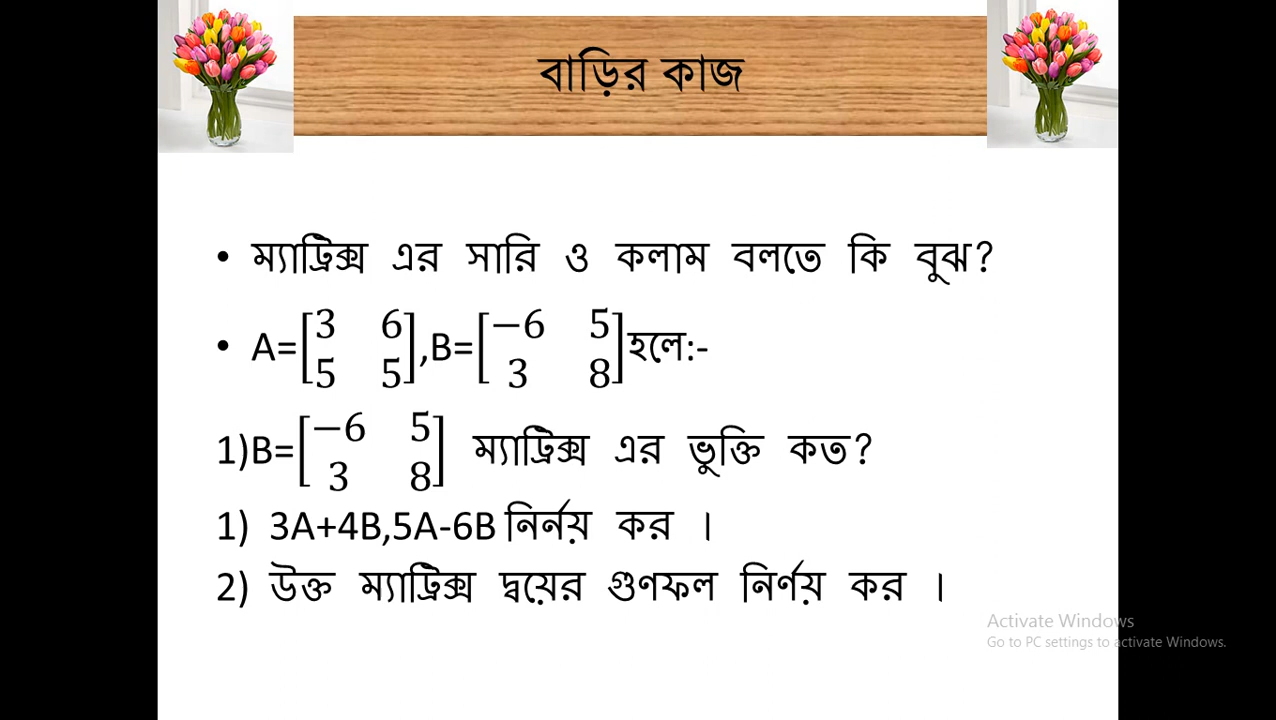 বাড়ির কাজ
• ম্যাট্রিক্স এর সারি ও কলাম বলতে কি বুঝ?
• A=[3 6; 5 5],B=[−6 5; 3 8]হলে:-
1)B=[−6 5; 3 8] ম্যাট্রিক্স এর ভুক্তি কত?
1) 3A+4B,5A-6B নির্নয় কর ।
2) উক্ত ম্যাট্রিক্স দ্বয়ের গুণফল নির্ণয় কর ।
Activate Windows
Go to PC settings to activate Windows.